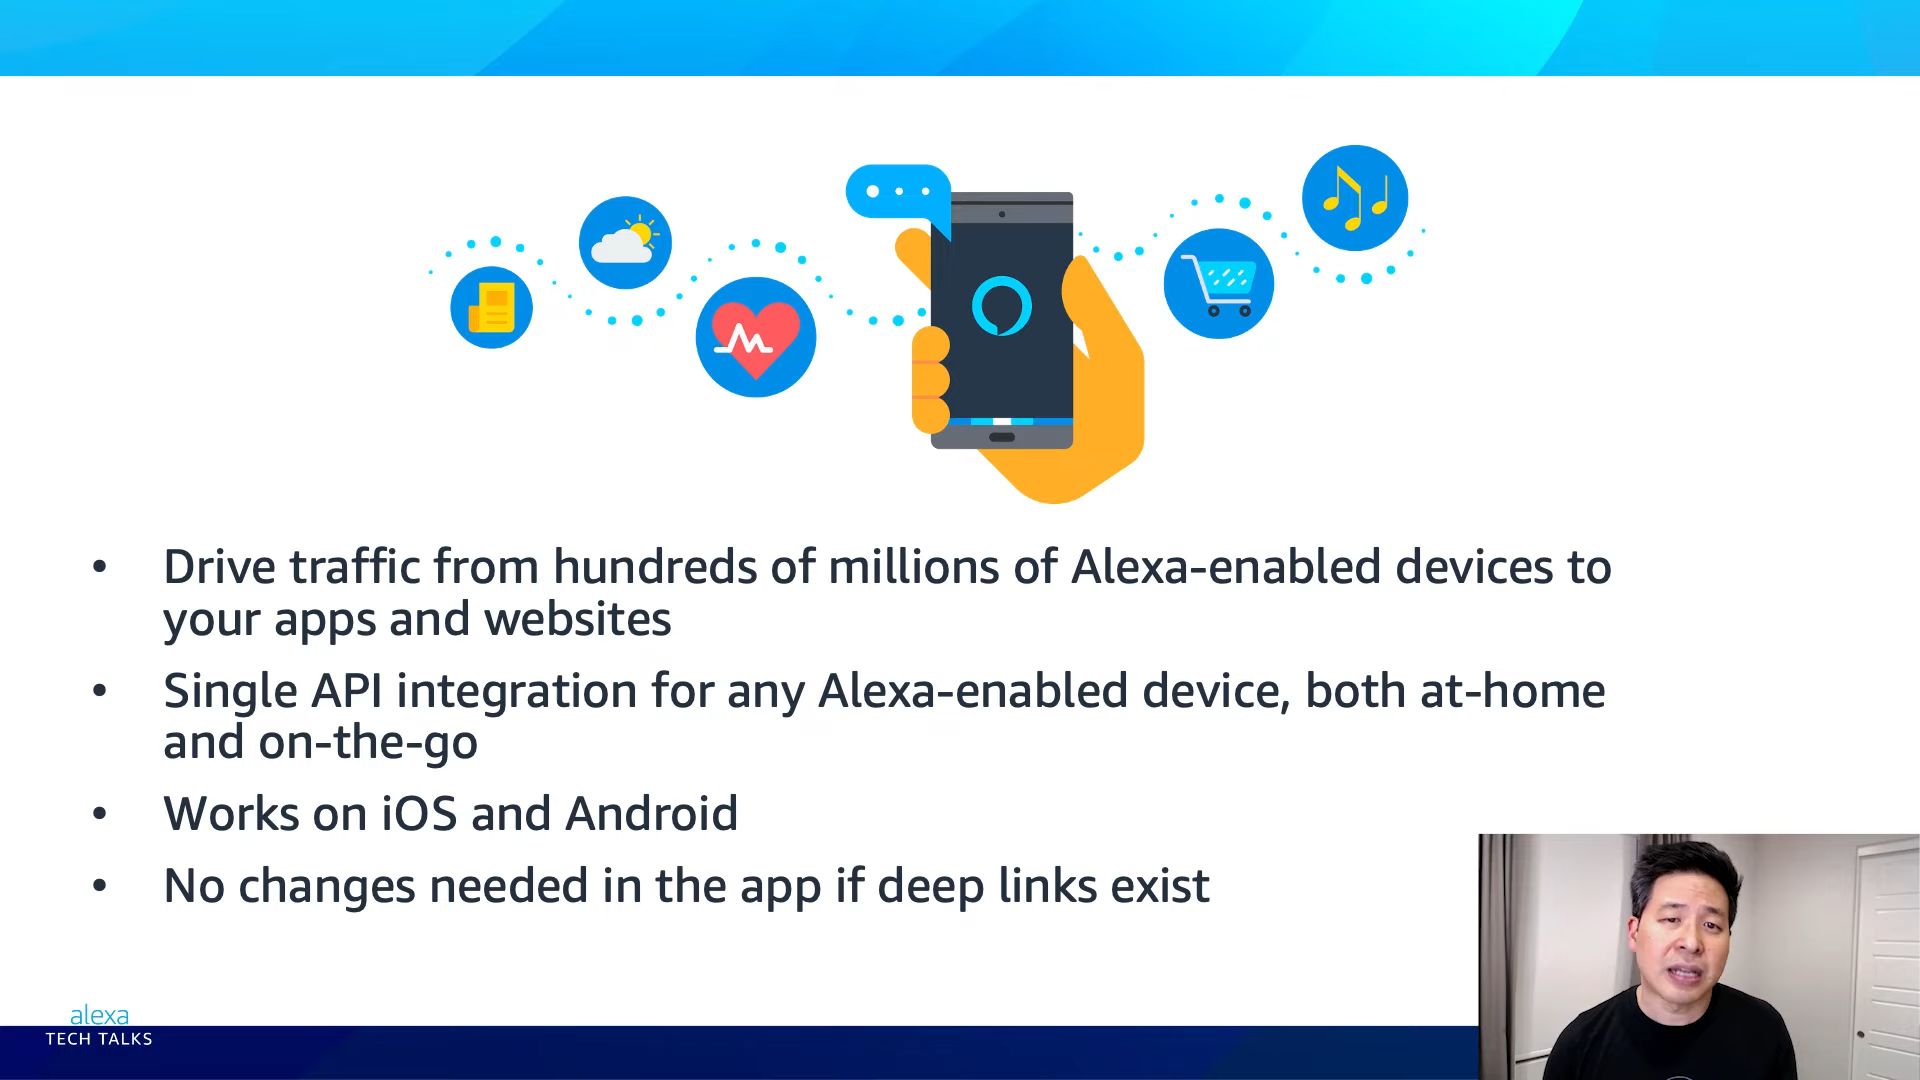 • Drive traffic from hundreds of millions of Alexa-enabled devices to
your apps and websites
• Single API integration for any Alexa-enabled device, both at-home
and on-the-go
• Works on iOS and Android
• No changes needed in the app if deep links exist
alexa
TECH TALKS